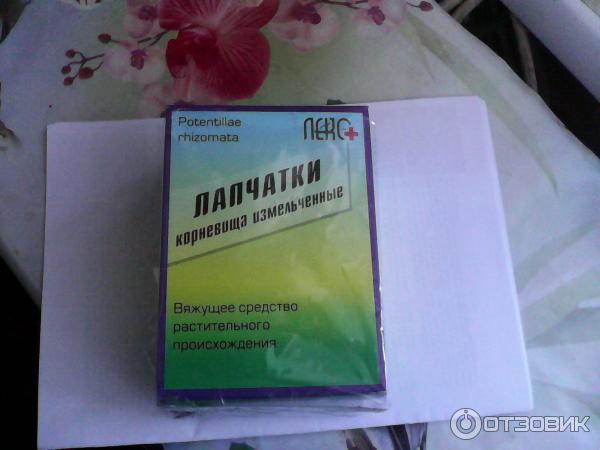 Potentillae
rhizomata
ЛЕКС+
ЛАПЧАТКИ
корневища измельченные
Вяжущее средство
растительного
происхождения
ОТЗОВИК